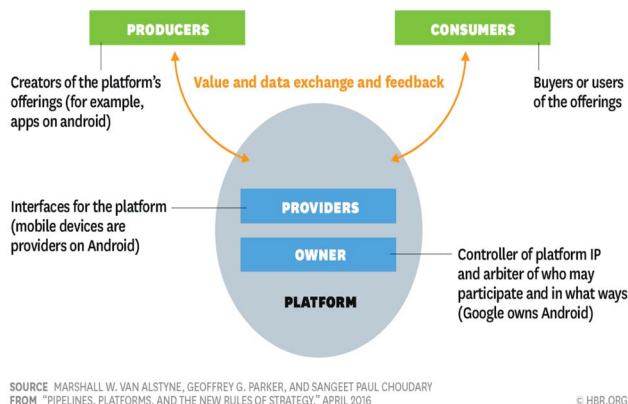 PRODUCERS
CONSUMERS
Creators of the platform's
offerings (for example,
apps on android)
Value and data exchange and feedback
Buyers or users
of the offerings
Interfaces for the platform
(mobile devices are
providers on Android)
PROVIDERS
OWNER
PLATFORM
Controller of platform IP
and arbiter of who may
participate and in what ways
(Google owns Android)
SOURCE MARSHALL W. VAN ALSTYNE, GEOFFREY G. PARKER, AND SANGEET PAUL CHOUDARY
FROM "PIPELINES, PLATFORMS, AND THE NEW RULES OF STRATEGY," APRIL 2016
© HBR.ORG